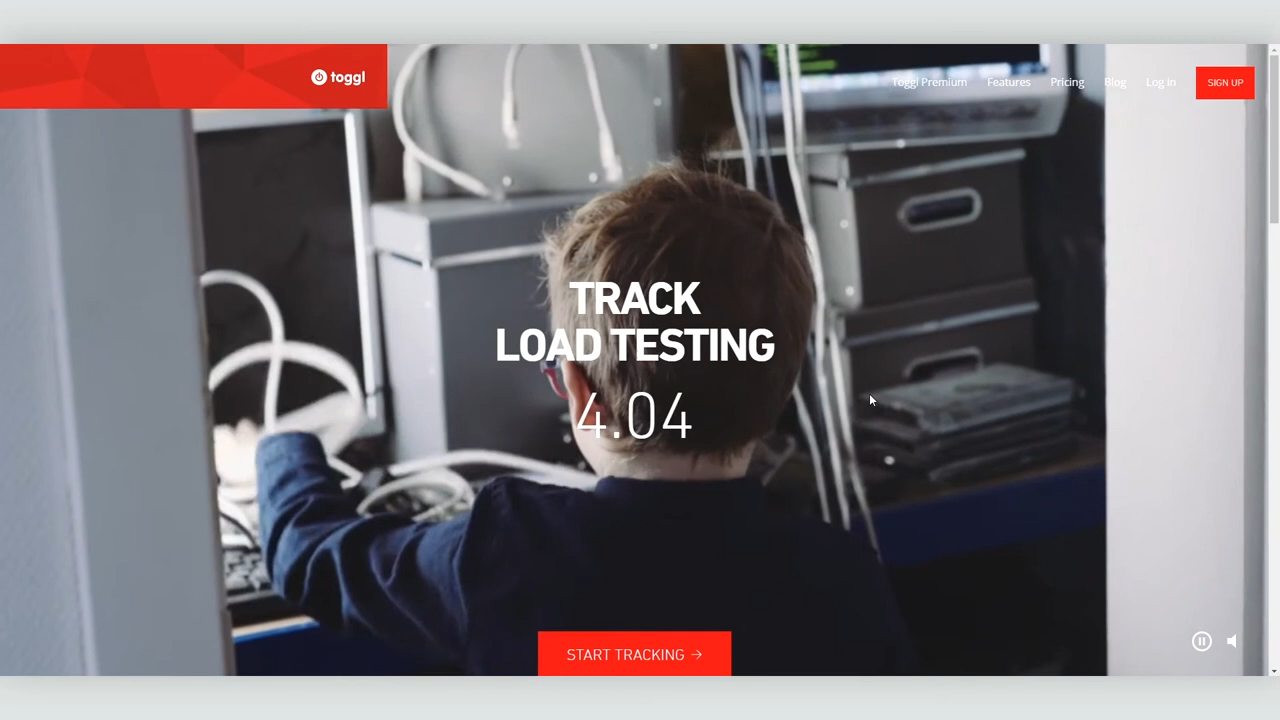 toggl
Toggl Premium Features Pricing Blog Log in SIGN UP
TRACK
LOAD TESTING
4.04
START TRACKING →